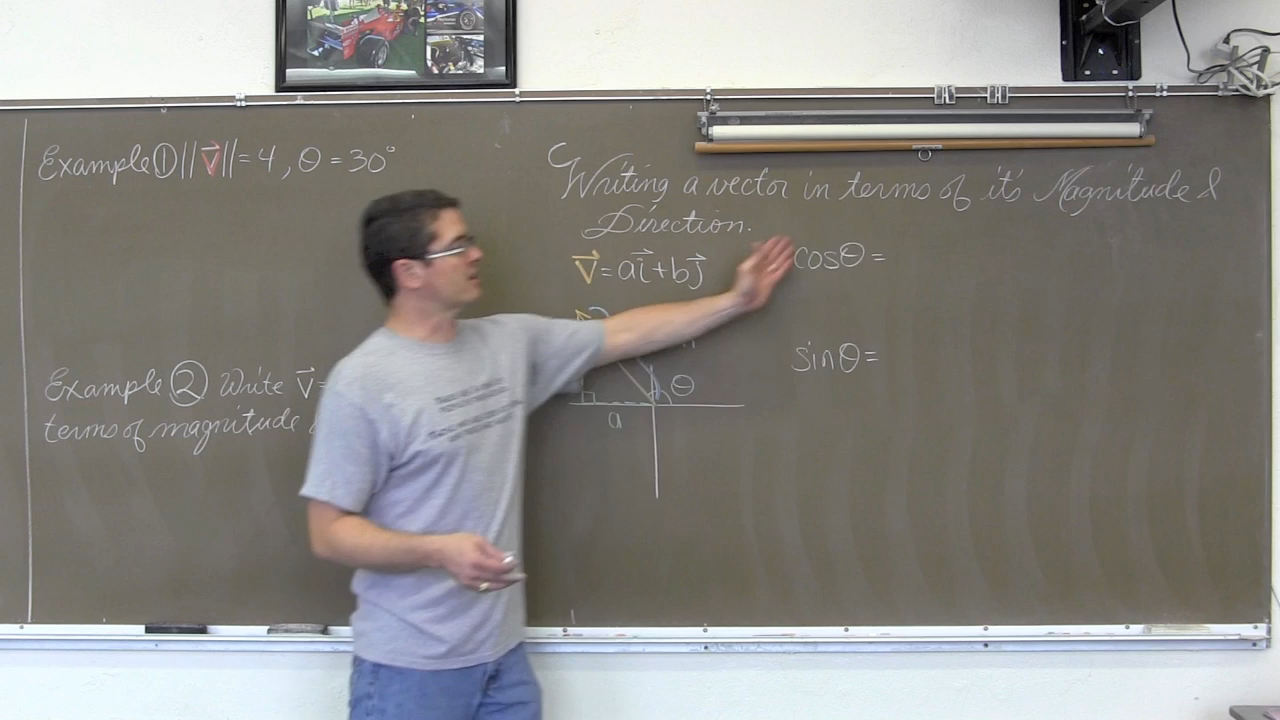 Example ① ||v⃗|| = 4, θ = 30°
Example ② Write v⃗ =
terms of magnitude
Writing a vector in terms of it's Magnitude &
Direction.
v⃗ = ai⃗ + bj⃗
cosθ =
sinθ =
θ
a